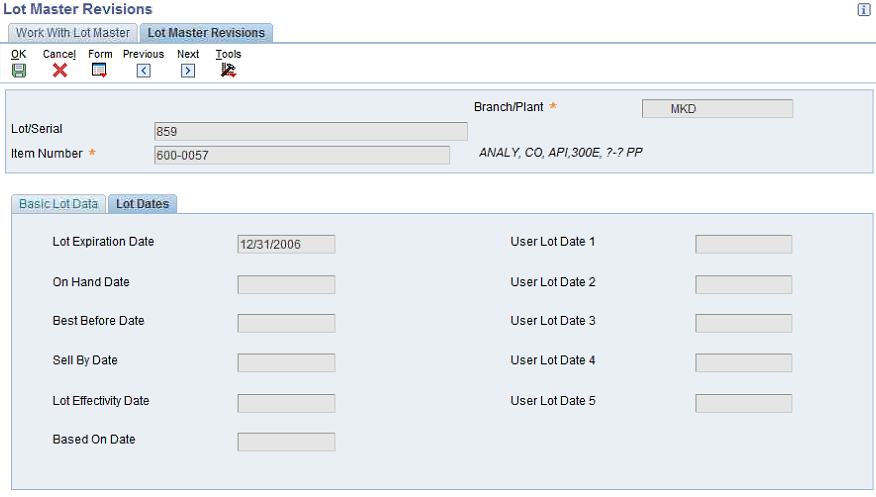 Lot Master Revisions
Work With Lot Master Lot Master Revisions
OK Cancel Form Previous Next Tools
Branch/Plant * MKD
Lot/Serial 859
Item Number * 600-0057 ANALY, CO, API,300E, ?-? PP
Basic Lot Data Lot Dates
Lot Expiration Date 12/31/2006 User Lot Date 1
On Hand Date User Lot Date 2
Best Before Date User Lot Date 3
Sell By Date User Lot Date 4
Lot Effectivity Date User Lot Date 5
Based On Date